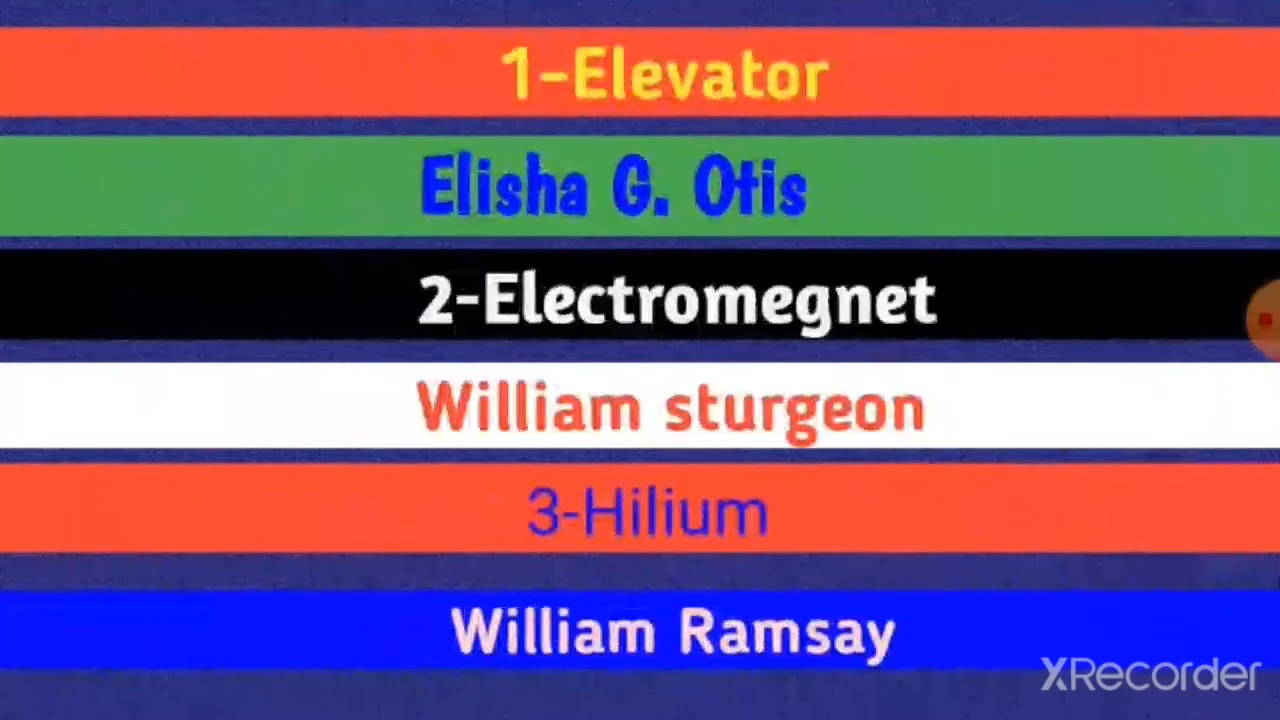 1-Elevator
Elisha G. Otis
2-Electromegnet
William sturgeon
3-Hilium
William Ramsay
XRecorder